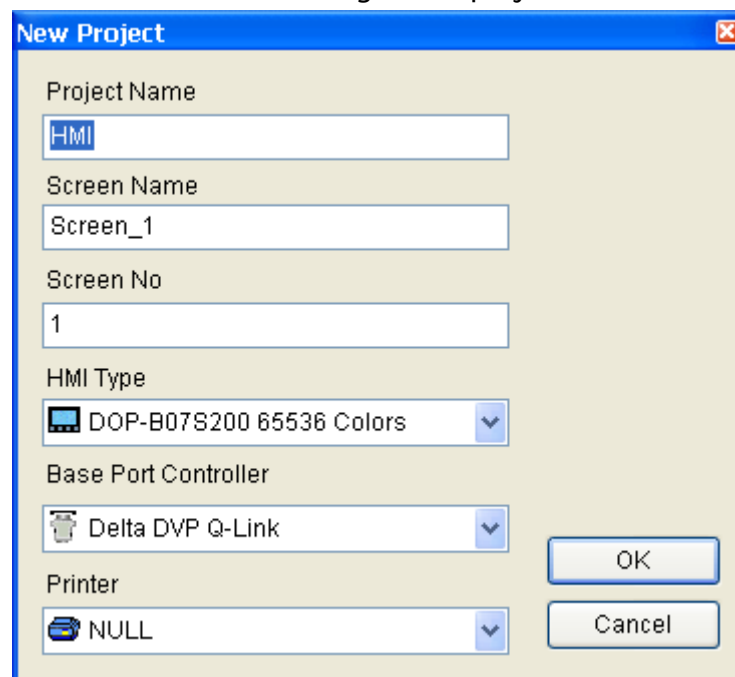 New Project
Project Name
HMI
Screen Name
Screen_1
Screen No
1
HMI Type
DOP-B07S200 65536 Colors
Base Port Controller
Delta DVP Q-Link
OK
Printer
NULL
Cancel